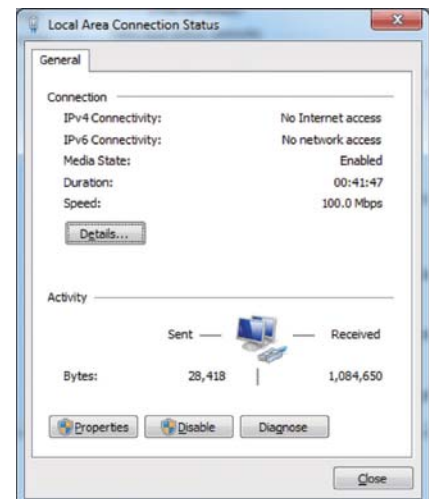 Local Area Connection Status
General
Connection
IPv4 Connectivity: No Internet access
IPv6 Connectivity: No network access
Media State: Enabled
Duration: 00:41:47
Speed: 100.0 Mbps
Details...
Activity
Sent Received
Bytes: 28,418 1,084,650
Properties Disable Diagnose
Close